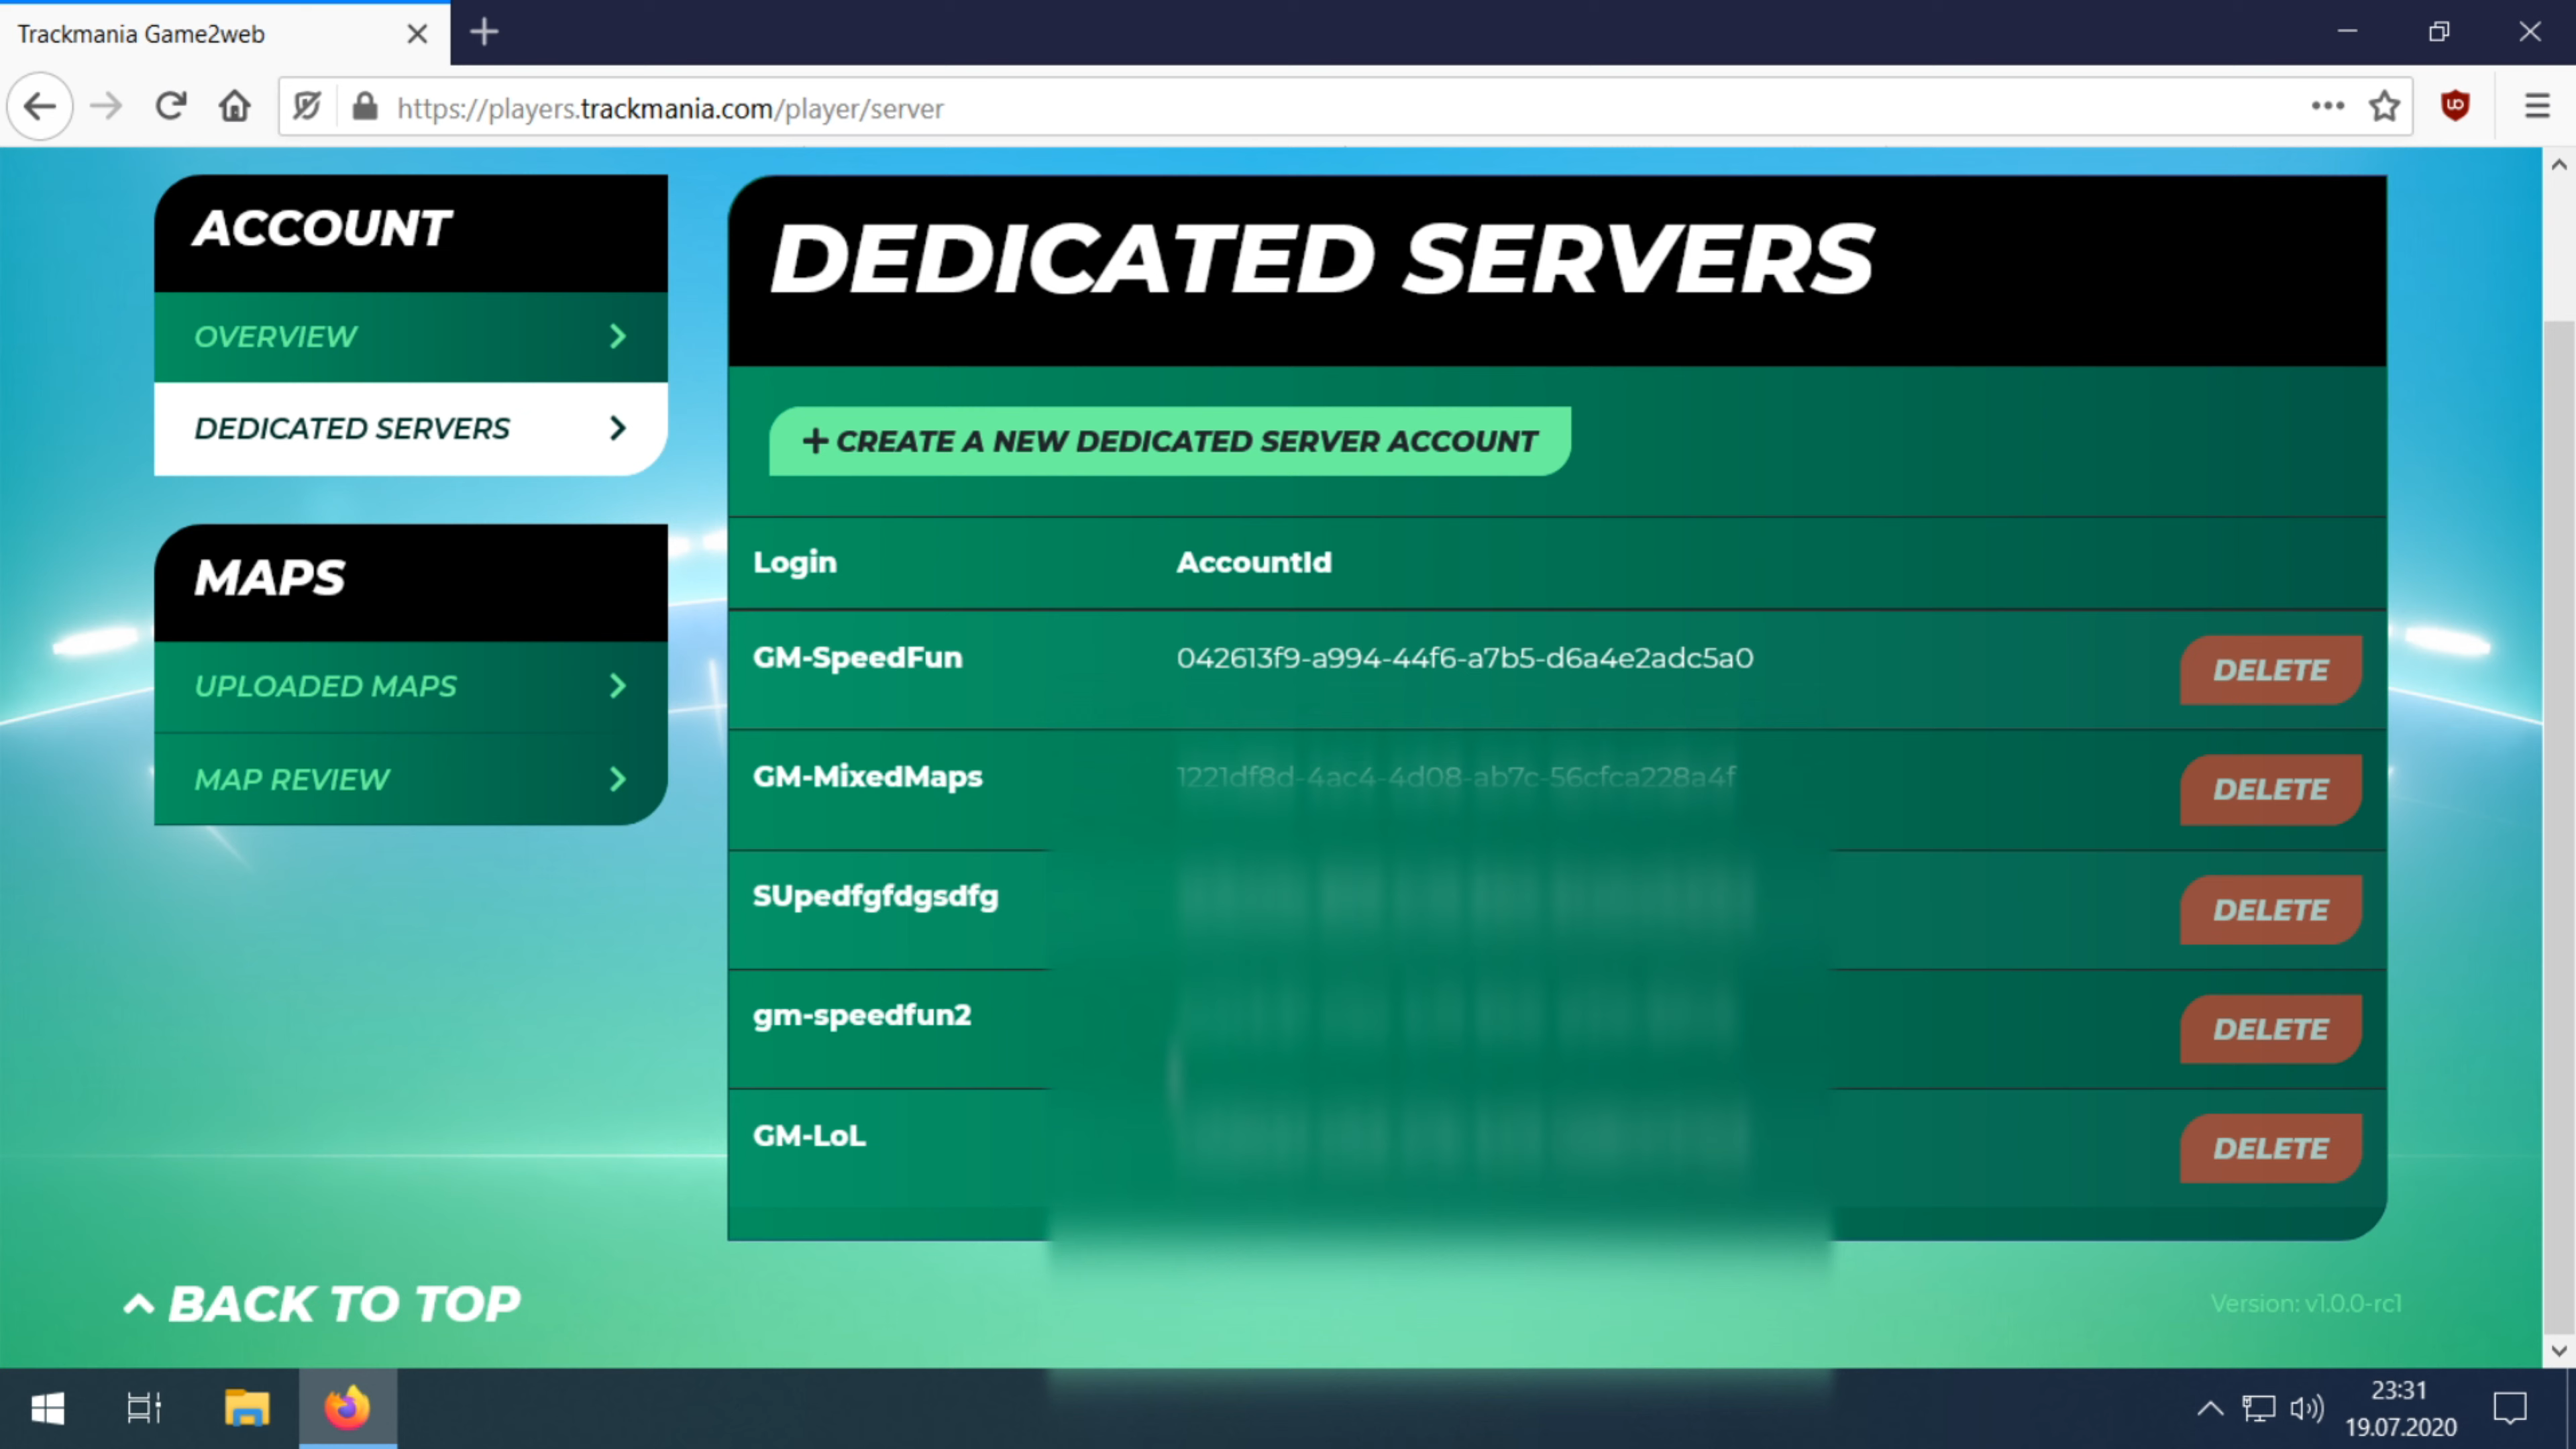 Trackmania Game2web
https://players.trackmania.com/player/server
ACCOUNT
OVERVIEW
DEDICATED SERVERS
MAPS
UPLOADED MAPS
MAP REVIEW
DEDICATED SERVERS
+ CREATE A NEW DEDICATED SERVER ACCOUNT
Login AccountId
GM-SpeedFun 042613f9-a994-44f6-a7b5-d6a4e2adc5a0 DELETE
GM-MixedMaps 1221df8d-4ac4-4d08-ab7c-56cfca228a4f DELETE
SUpedfgfdgsdfg DELETE
gm-speedfun2 DELETE
GM-LoL DELETE
BACK TO TOP
Version: v1.0.0-rc1
23:31
19.07.2020